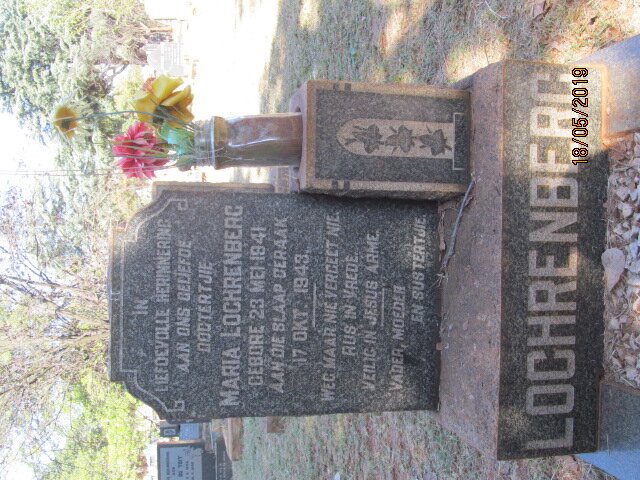 IN
LIEFDEVOLLE HERINNERING
AAN ONS GELIEFDE
DOGTERTJIE
MARIA LOCHRENBERG
GEBORE 23 MEI 1941
AAN DIE SLAAP GERAAK
17 OKT. 1943.
WEG MAAR NIE VERGEET NIE.
RUS IN VREDE.
VEILIG IN JESUS ARME.
VADER, MOEDER
EN SUSTERTJIE.
LOCHRENBERG
18/05/2019
DU TOIT